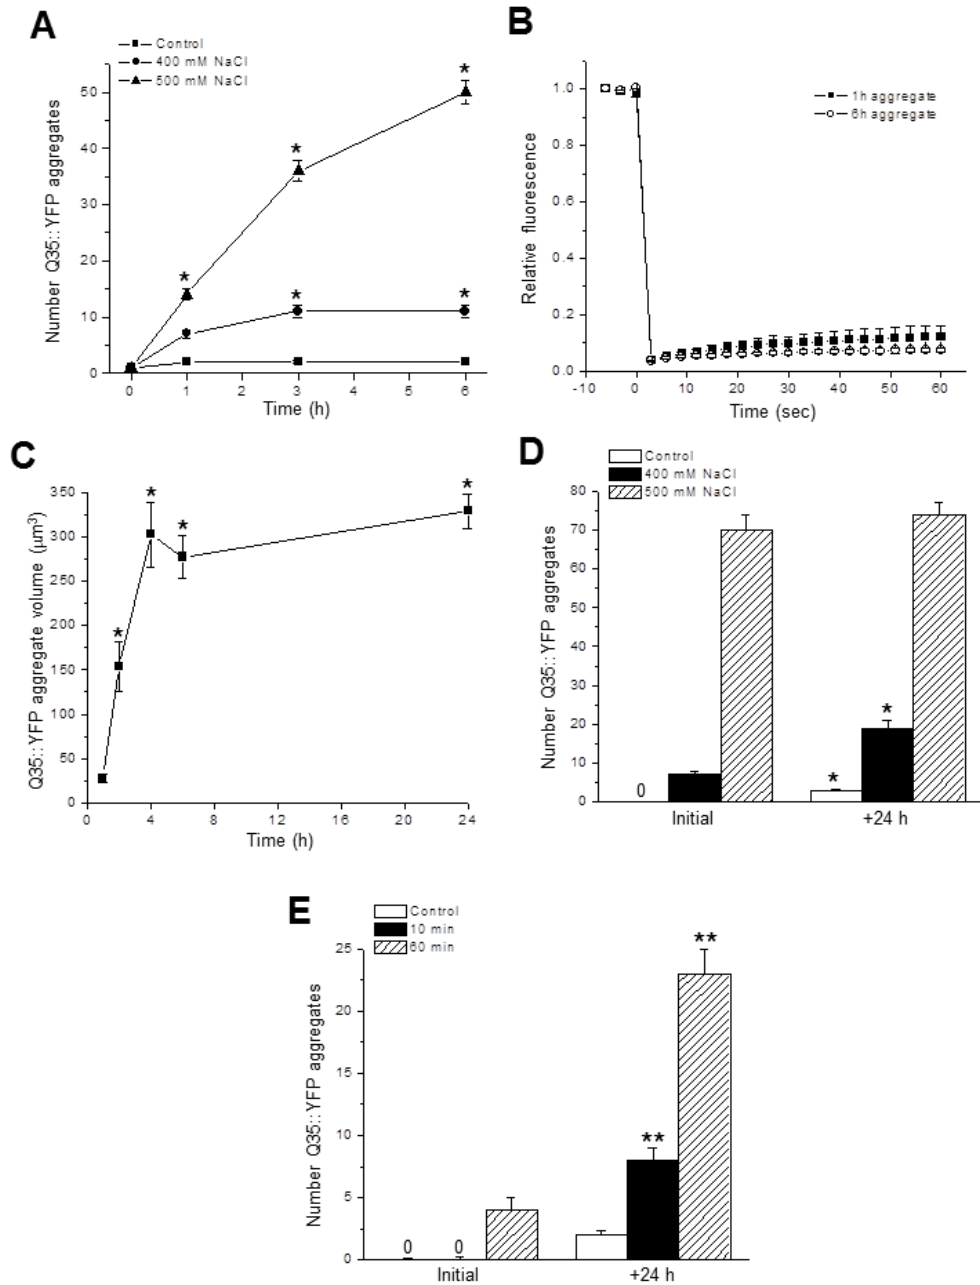 A
Control
400 mM NaCl
500 mM NaCl
Number Q35::YFP aggregates
50
40
30
20
10
0
* * *
* *
0 1 2 3 4 5 6
Time (h)
B
1h aggregate
6h aggregate
Relative fluorescence
1.0
0.8
0.6
0.4
0.2
0.0
-10 0 10 20 30 40 50 60
Time (sec)
C
Q35::YFP aggregate volume (µm³)
350
300
250
200
150
100
50
0
* * * *
0 4 8 12 16 20 24
Time (h)
D
Control
400 mM NaCl
500 mM NaCl
Number Q35::YFP aggregates
80
70
60
50
40
30
20
10
0
0
* *
Initial +24 h
E
Control
10 min
60 min
Number Q35::YFP aggregates
25
20
15
10
5
0
0 0
** **
Initial +24 h